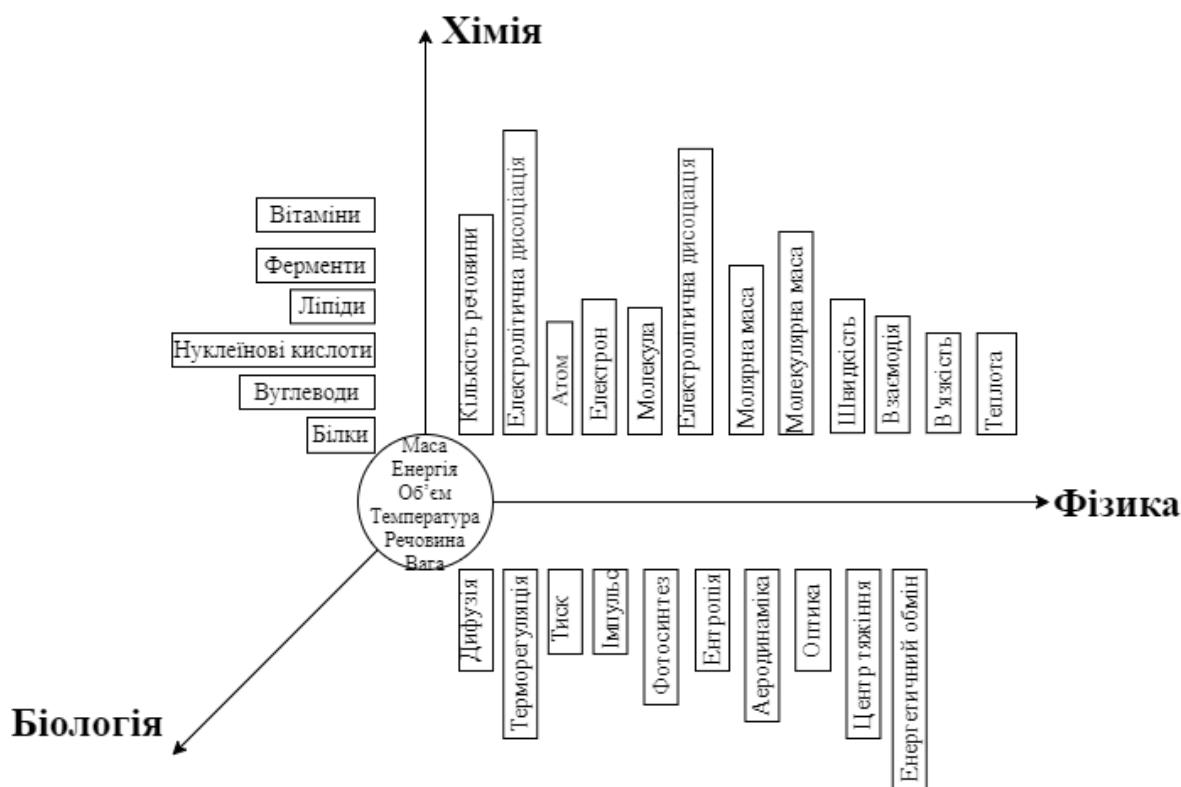 Хімія
Вітаміни
Ферменти
Ліпіди
Нуклеїнові кислоти
Вуглеводи
Білки
Кількість речовини
Електролітична дисоціація
Атом
Електрон
Молекула
Електролітична дисоціація
Молярна маса
Молекулярна маса
Швидкість
Взаємодія
В'язкість
Теплота
Маса
Енергія
Об’єм
Температура
Речовина
Вага
Фізика
Дифузія
Терморегуляція
Тиск
Імпульс
Фотосинтез
Ентропія
Аеродинаміка
Оптика
Центр тяжіння
Енергетичний обмін
Біологія